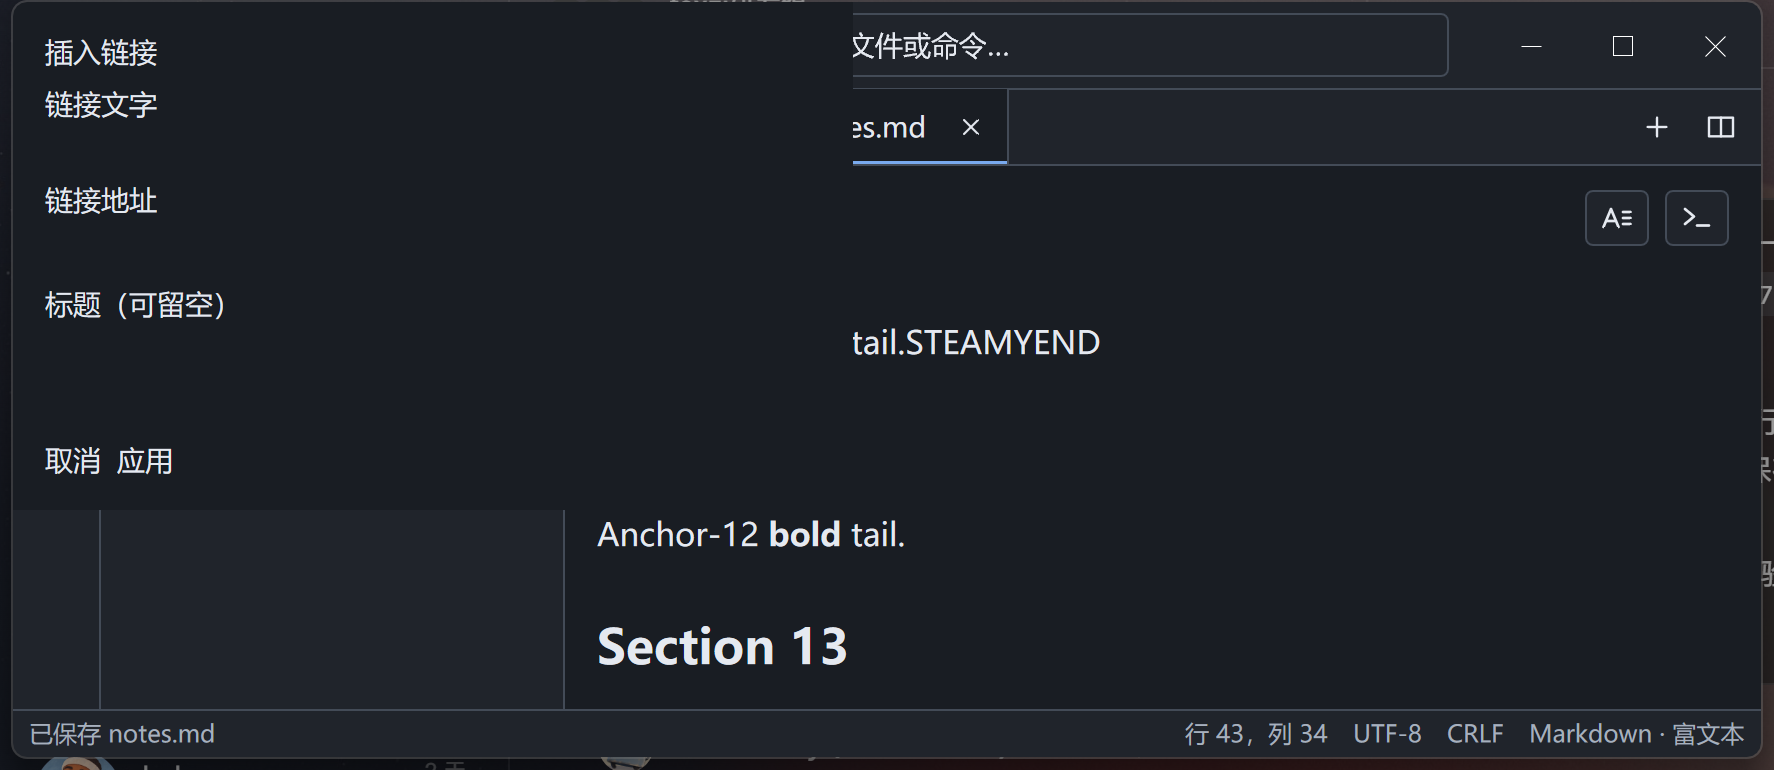 插入链接
链接文字
链接地址
标题（可留空）
取消 应用
文件或命令...
es.md
A
>_
tail.STEAMYEND
Anchor-12 bold tail.
Section 13
已保存 notes.md
行 43，列 34 UTF-8 CRLF Markdown · 富文本